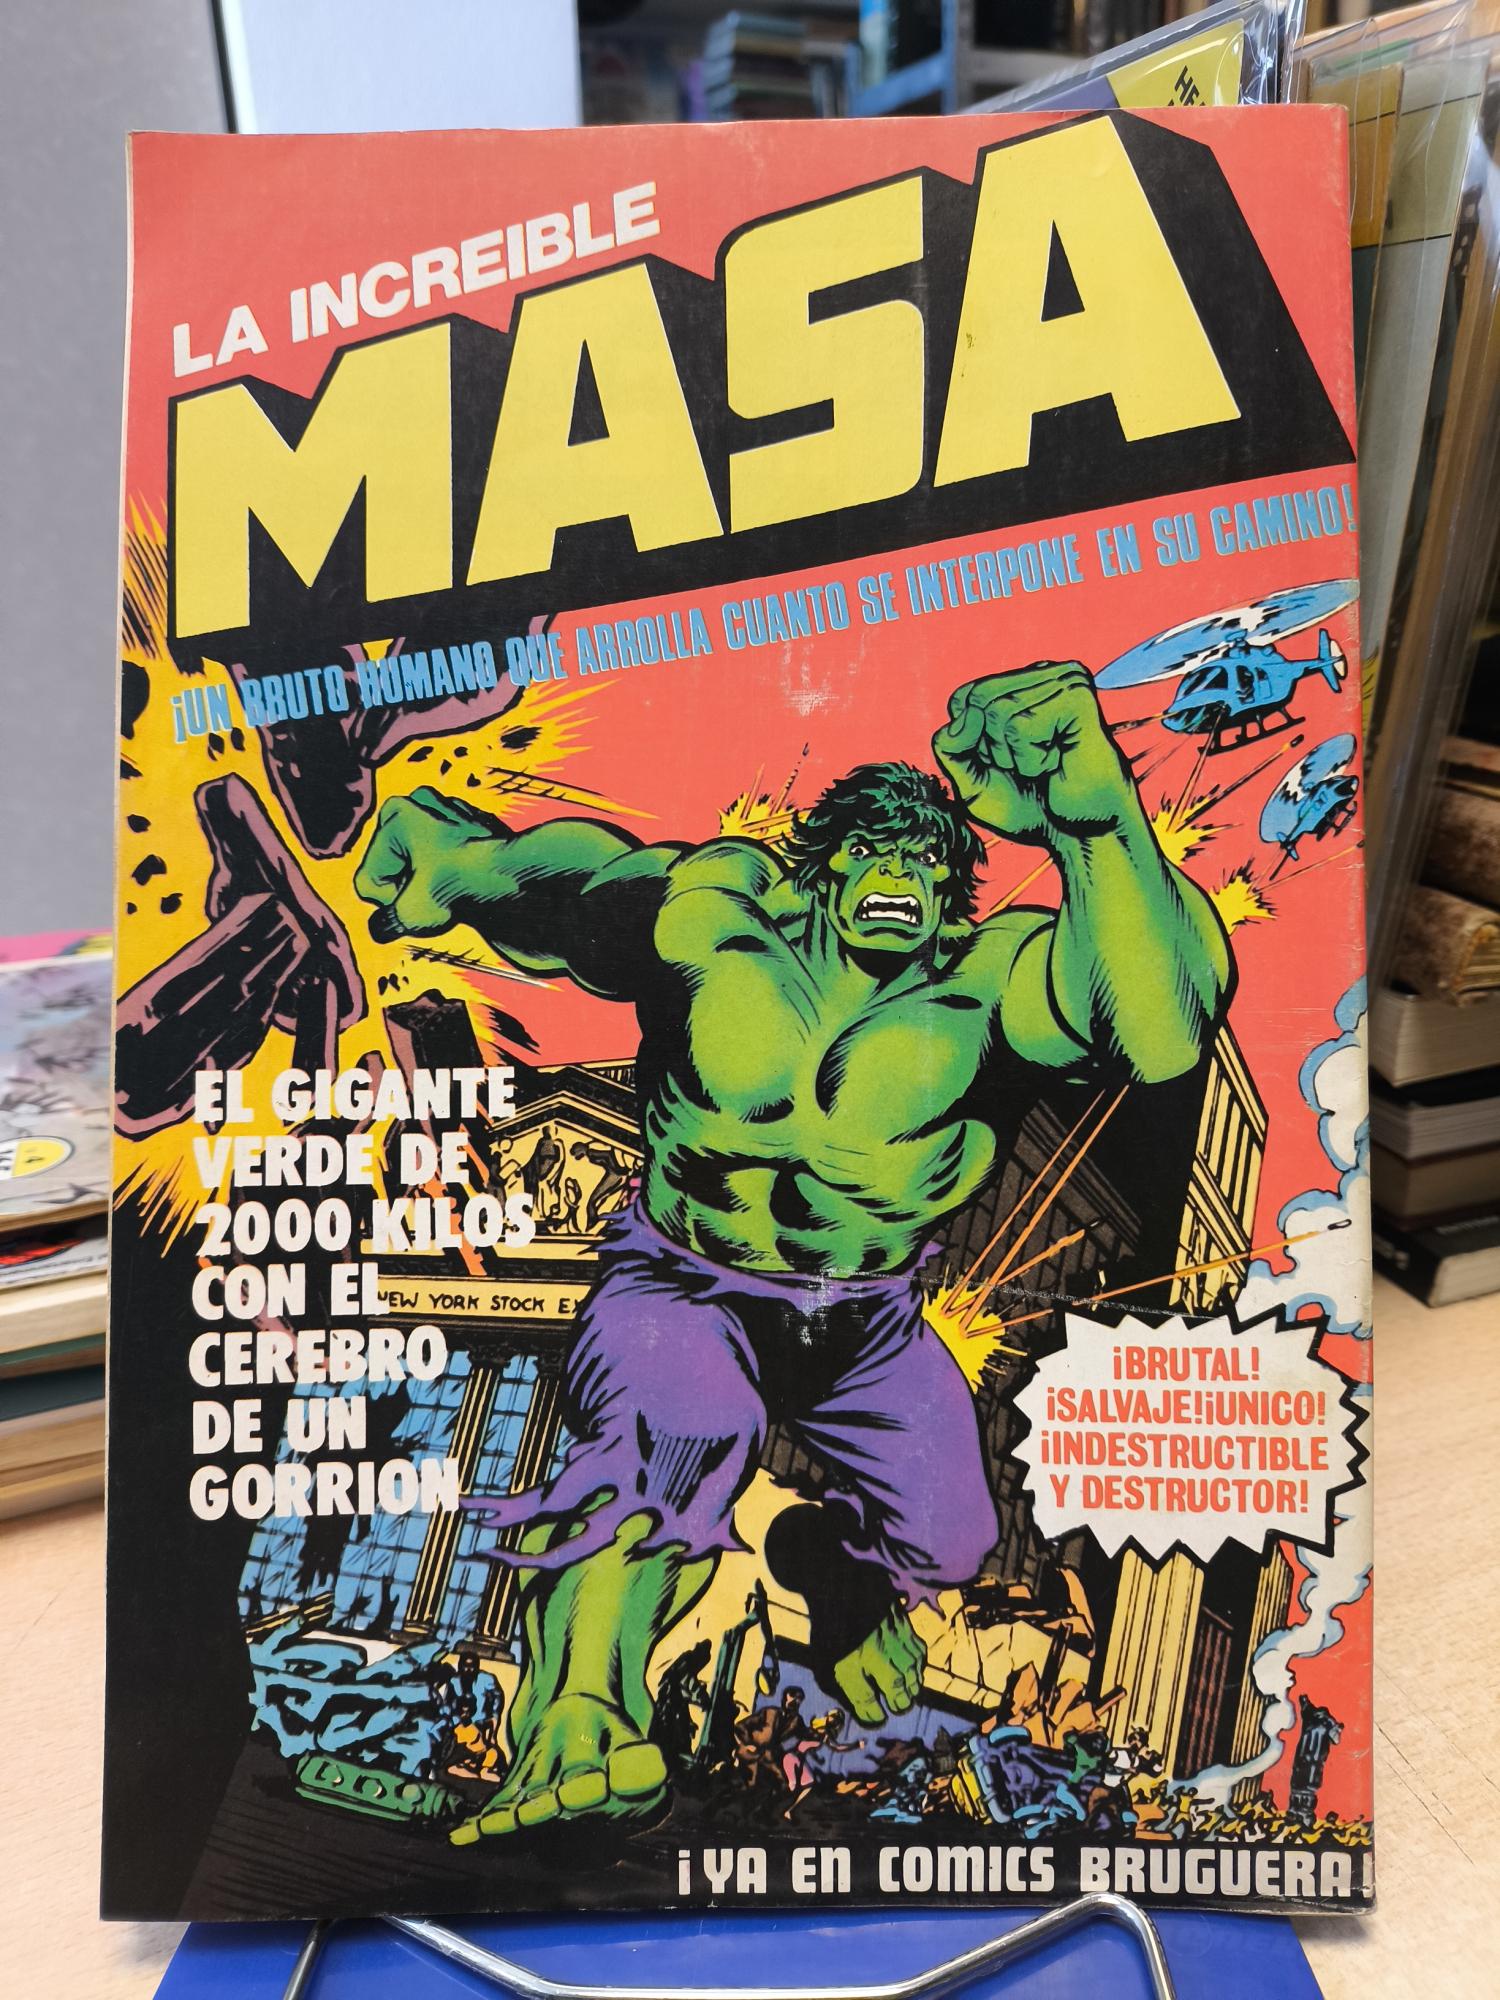 HE
LA INCREIBLE
MASA
¡UN BRUTO HUMANO QUE ARROLLA CUANTO SE INTERPONE EN SU CAMINO!
EL GIGANTE
VERDE DE
2000 KILOS
CON EL
CEREBRO
DE UN
GORRION
NEW YORK STOCK EX
¡BRUTAL!
¡SALVAJE!¡UNICO!
¡INDESTRUCTIBLE
Y DESTRUCTOR!
¡YA EN COMICS BRUGUERA!